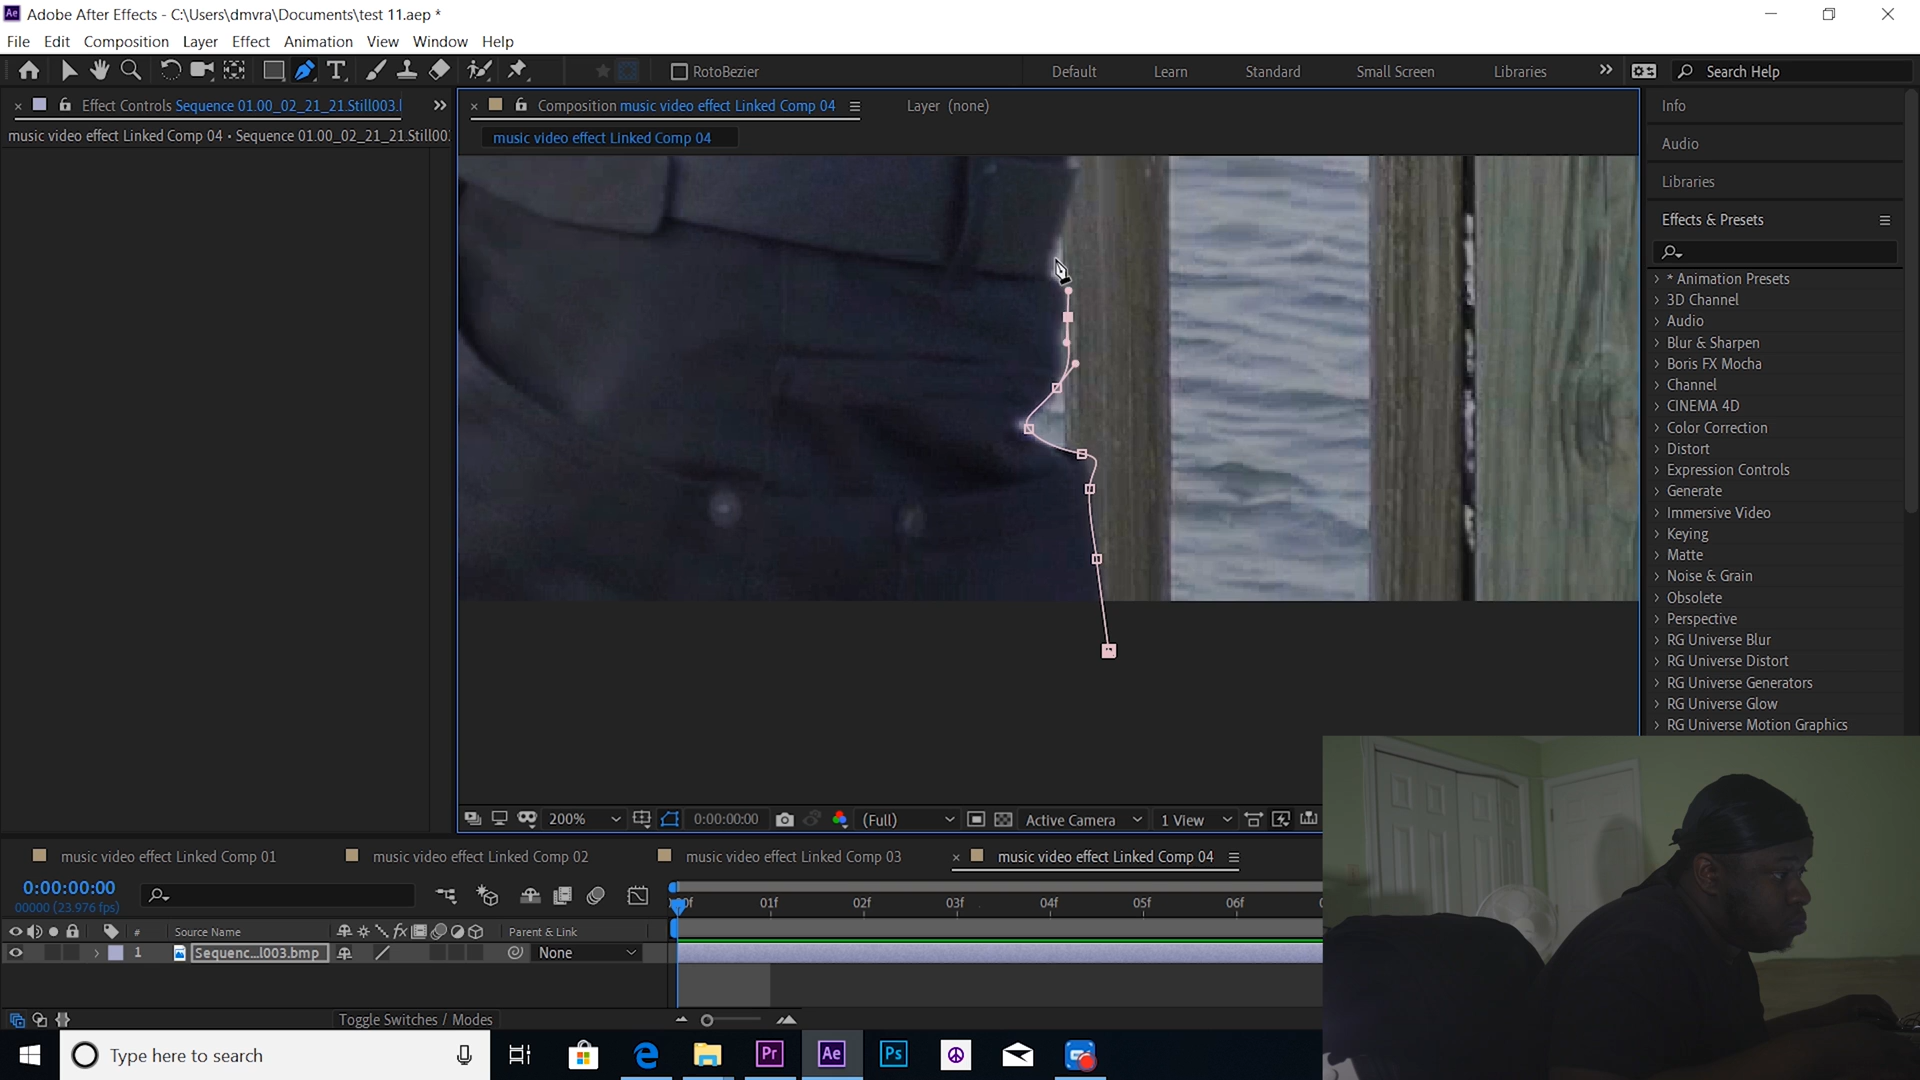 Ae Adobe After Effects - C:\Users\dmvra\Documents\test 11.aep *
File Edit Composition Layer Effect Animation View Window Help
RotoBezier Default Learn Standard Small Screen Libraries » Search Help
× Effect Controls Sequence 01.00_02_21_21.Still003.l »
× Composition music video effect Linked Comp 04 Layer (none)
Info
music video effect Linked Comp 04 • Sequence 01.00_02_21_21.Still00
music video effect Linked Comp 04
Audio
Libraries
Effects & Presets
> * Animation Presets
> 3D Channel
> Audio
> Blur & Sharpen
> Boris FX Mocha
> Channel
> CINEMA 4D
> Color Correction
> Distort
> Expression Controls
> Generate
> Immersive Video
> Keying
> Matte
> Noise & Grain
> Obsolete
> Perspective
> RG Universe Blur
> RG Universe Distort
> RG Universe Generators
> RG Universe Glow
> RG Universe Motion Graphics
200% 0:00:00:00 (Full) Active Camera 1 View
music video effect Linked Comp 01 music video effect Linked Comp 02 music video effect Linked Comp 03 × music video effect Linked Comp 04
0:00:00:00
00000 (23.976 fps)
01f 02f 03f 04f 05f 06f
# Source Name fx Parent & Link
> 1 Sequenc...l003.bmp None
Toggle Switches / Modes
Type here to search Pr Ae Ps